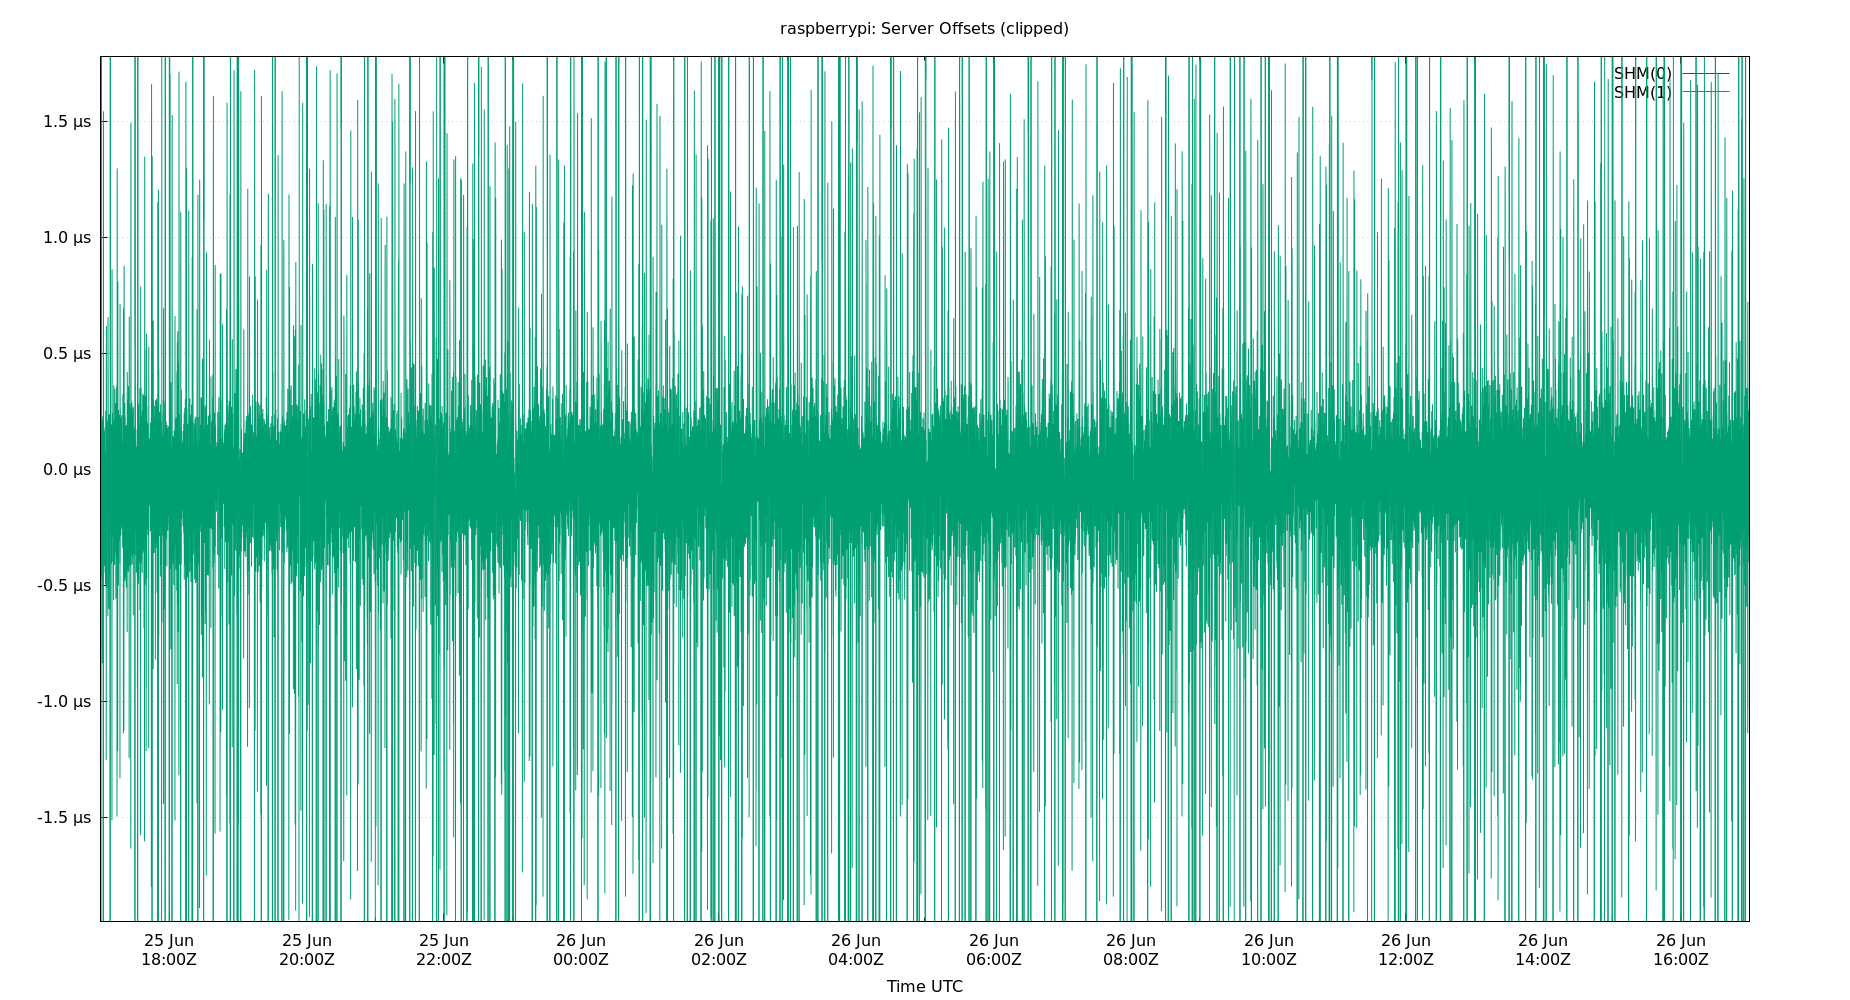 raspberrypi: Server Offsets (clipped)
SHM(0)
SHM(1)
1.5 µs
1.0 µs
0.5 µs
0.0 µs
-0.5 µs
-1.0 µs
-1.5 µs
25 Jun 25 Jun 25 Jun 26 Jun 26 Jun 26 Jun 26 Jun 26 Jun 26 Jun 26 Jun 26 Jun 26 Jun
18:00Z 20:00Z 22:00Z 00:00Z 02:00Z 04:00Z 06:00Z 08:00Z 10:00Z 12:00Z 14:00Z 16:00Z
Time UTC